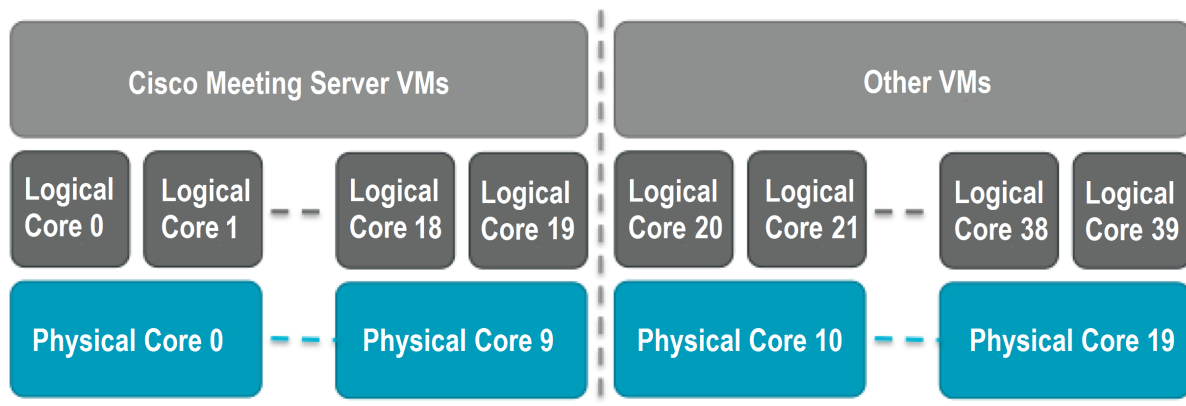 Cisco Meeting Server VMs
Other VMs
Logical
Core 0
Logical
Core 1
Logical
Core 18
Logical
Core 19
Logical
Core 20
Logical
Core 21
Logical
Core 38
Logical
Core 39
Physical Core 0
Physical Core 9
Physical Core 10
Physical Core 19